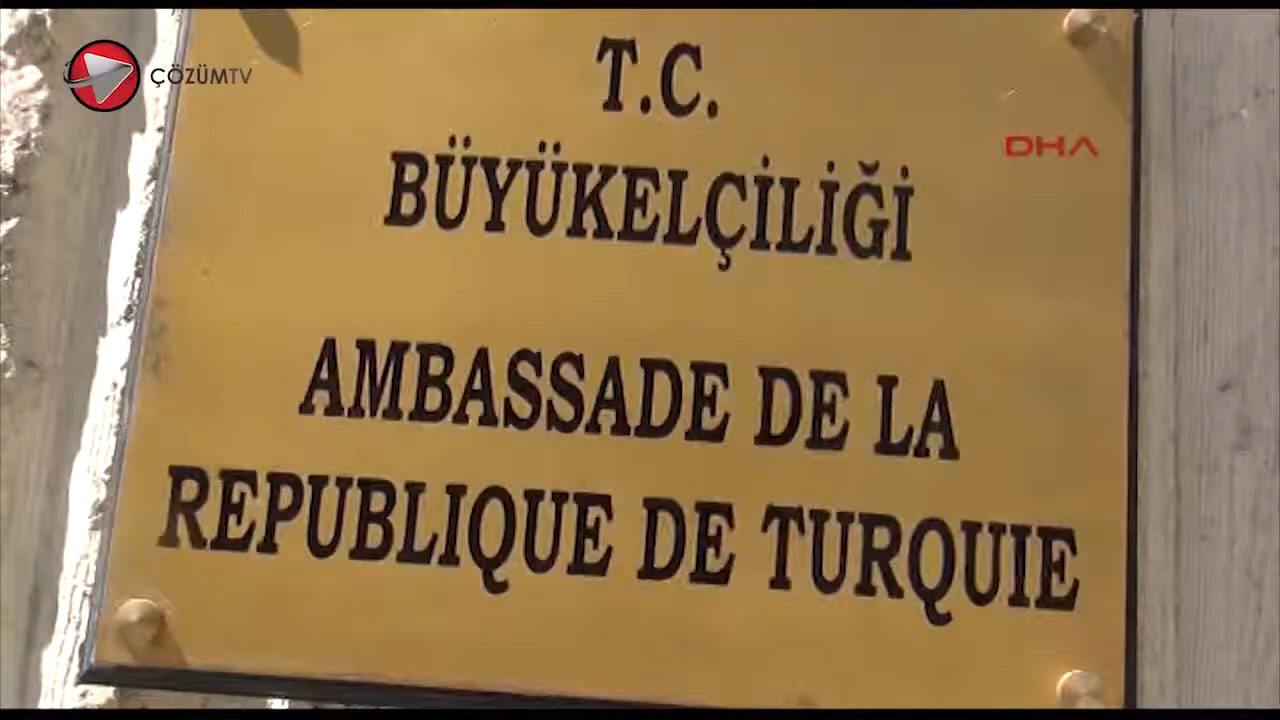 ÇÖZÜMTV
T.C.
DHA
BÜYÜKELÇİLİĞİ
AMBASSADE DE LA
REPUBLIQUE DE TURQUIE